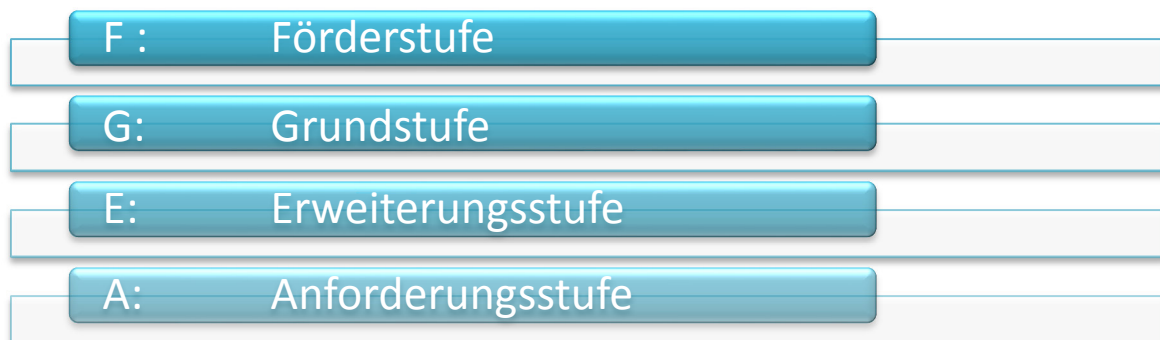 F : Förderstufe
G: Grundstufe
E: Erweiterungsstufe
A: Anforderungsstufe